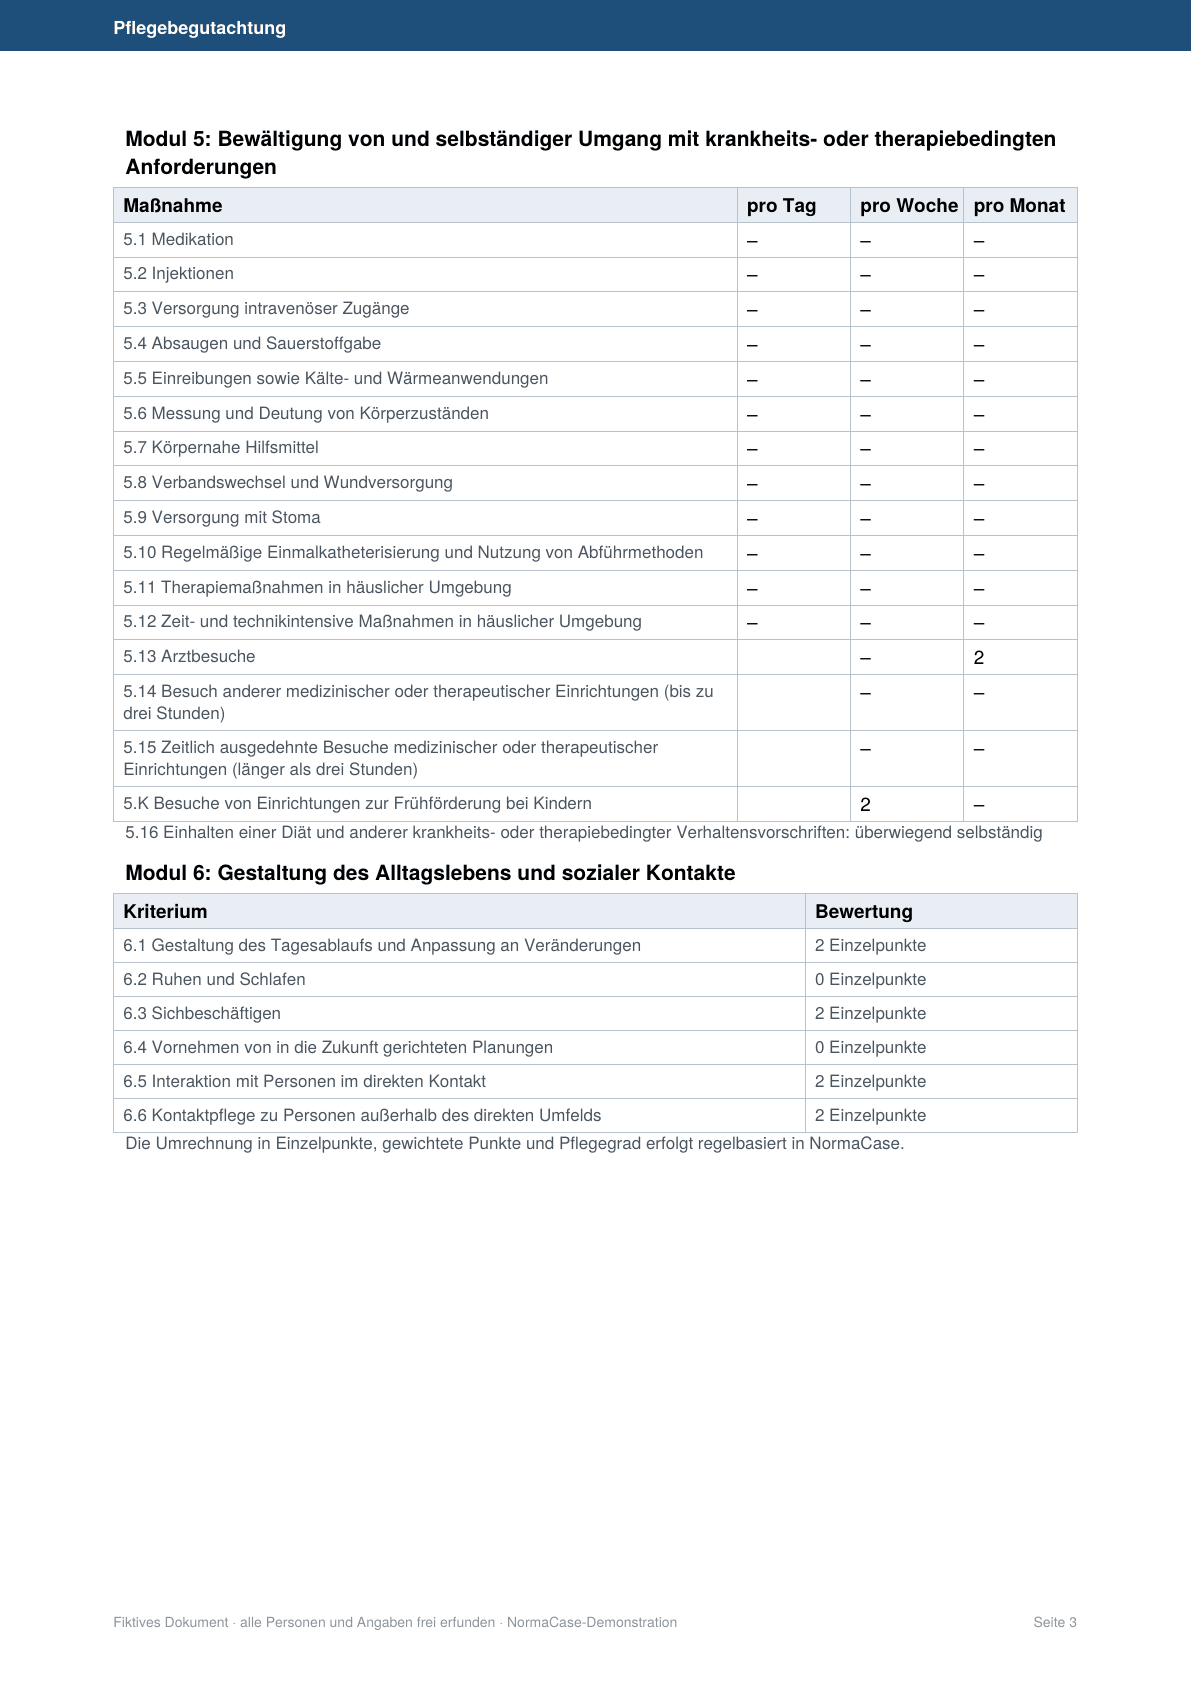 Pflegebegutachtung
Modul 5: Bewältigung von und selbständiger Umgang mit krankheits- oder therapiebedingten
Anforderungen
Maßnahme pro Tag pro Woche pro Monat
5.1 Medikation – – –
5.2 Injektionen – – –
5.3 Versorgung intravenöser Zugänge – – –
5.4 Absaugen und Sauerstoffgabe – – –
5.5 Einreibungen sowie Kälte- und Wärmeanwendungen – – –
5.6 Messung und Deutung von Körperzuständen – – –
5.7 Körpernahe Hilfsmittel – – –
5.8 Verbandswechsel und Wundversorgung – – –
5.9 Versorgung mit Stoma – – –
5.10 Regelmäßige Einmalkatheterisierung und Nutzung von Abführmethoden – – –
5.11 Therapiemaßnahmen in häuslicher Umgebung – – –
5.12 Zeit- und technikintensive Maßnahmen in häuslicher Umgebung – – –
5.13 Arztbesuche – 2
5.14 Besuch anderer medizinischer oder therapeutischer Einrichtungen (bis zu – –
drei Stunden)
5.15 Zeitlich ausgedehnte Besuche medizinischer oder therapeutischer – –
Einrichtungen (länger als drei Stunden)
5.K Besuche von Einrichtungen zur Frühförderung bei Kindern 2 –
5.16 Einhalten einer Diät und anderer krankheits- oder therapiebedingter Verhaltensvorschriften: überwiegend selbständig
Modul 6: Gestaltung des Alltagslebens und sozialer Kontakte
Kriterium Bewertung
6.1 Gestaltung des Tagesablaufs und Anpassung an Veränderungen 2 Einzelpunkte
6.2 Ruhen und Schlafen 0 Einzelpunkte
6.3 Sichbeschäftigen 2 Einzelpunkte
6.4 Vornehmen von in die Zukunft gerichteten Planungen 0 Einzelpunkte
6.5 Interaktion mit Personen im direkten Kontakt 2 Einzelpunkte
6.6 Kontaktpflege zu Personen außerhalb des direkten Umfelds 2 Einzelpunkte
Die Umrechnung in Einzelpunkte, gewichtete Punkte und Pflegegrad erfolgt regelbasiert in NormaCase.
Fiktives Dokument · alle Personen und Angaben frei erfunden · NormaCase-Demonstration Seite 3